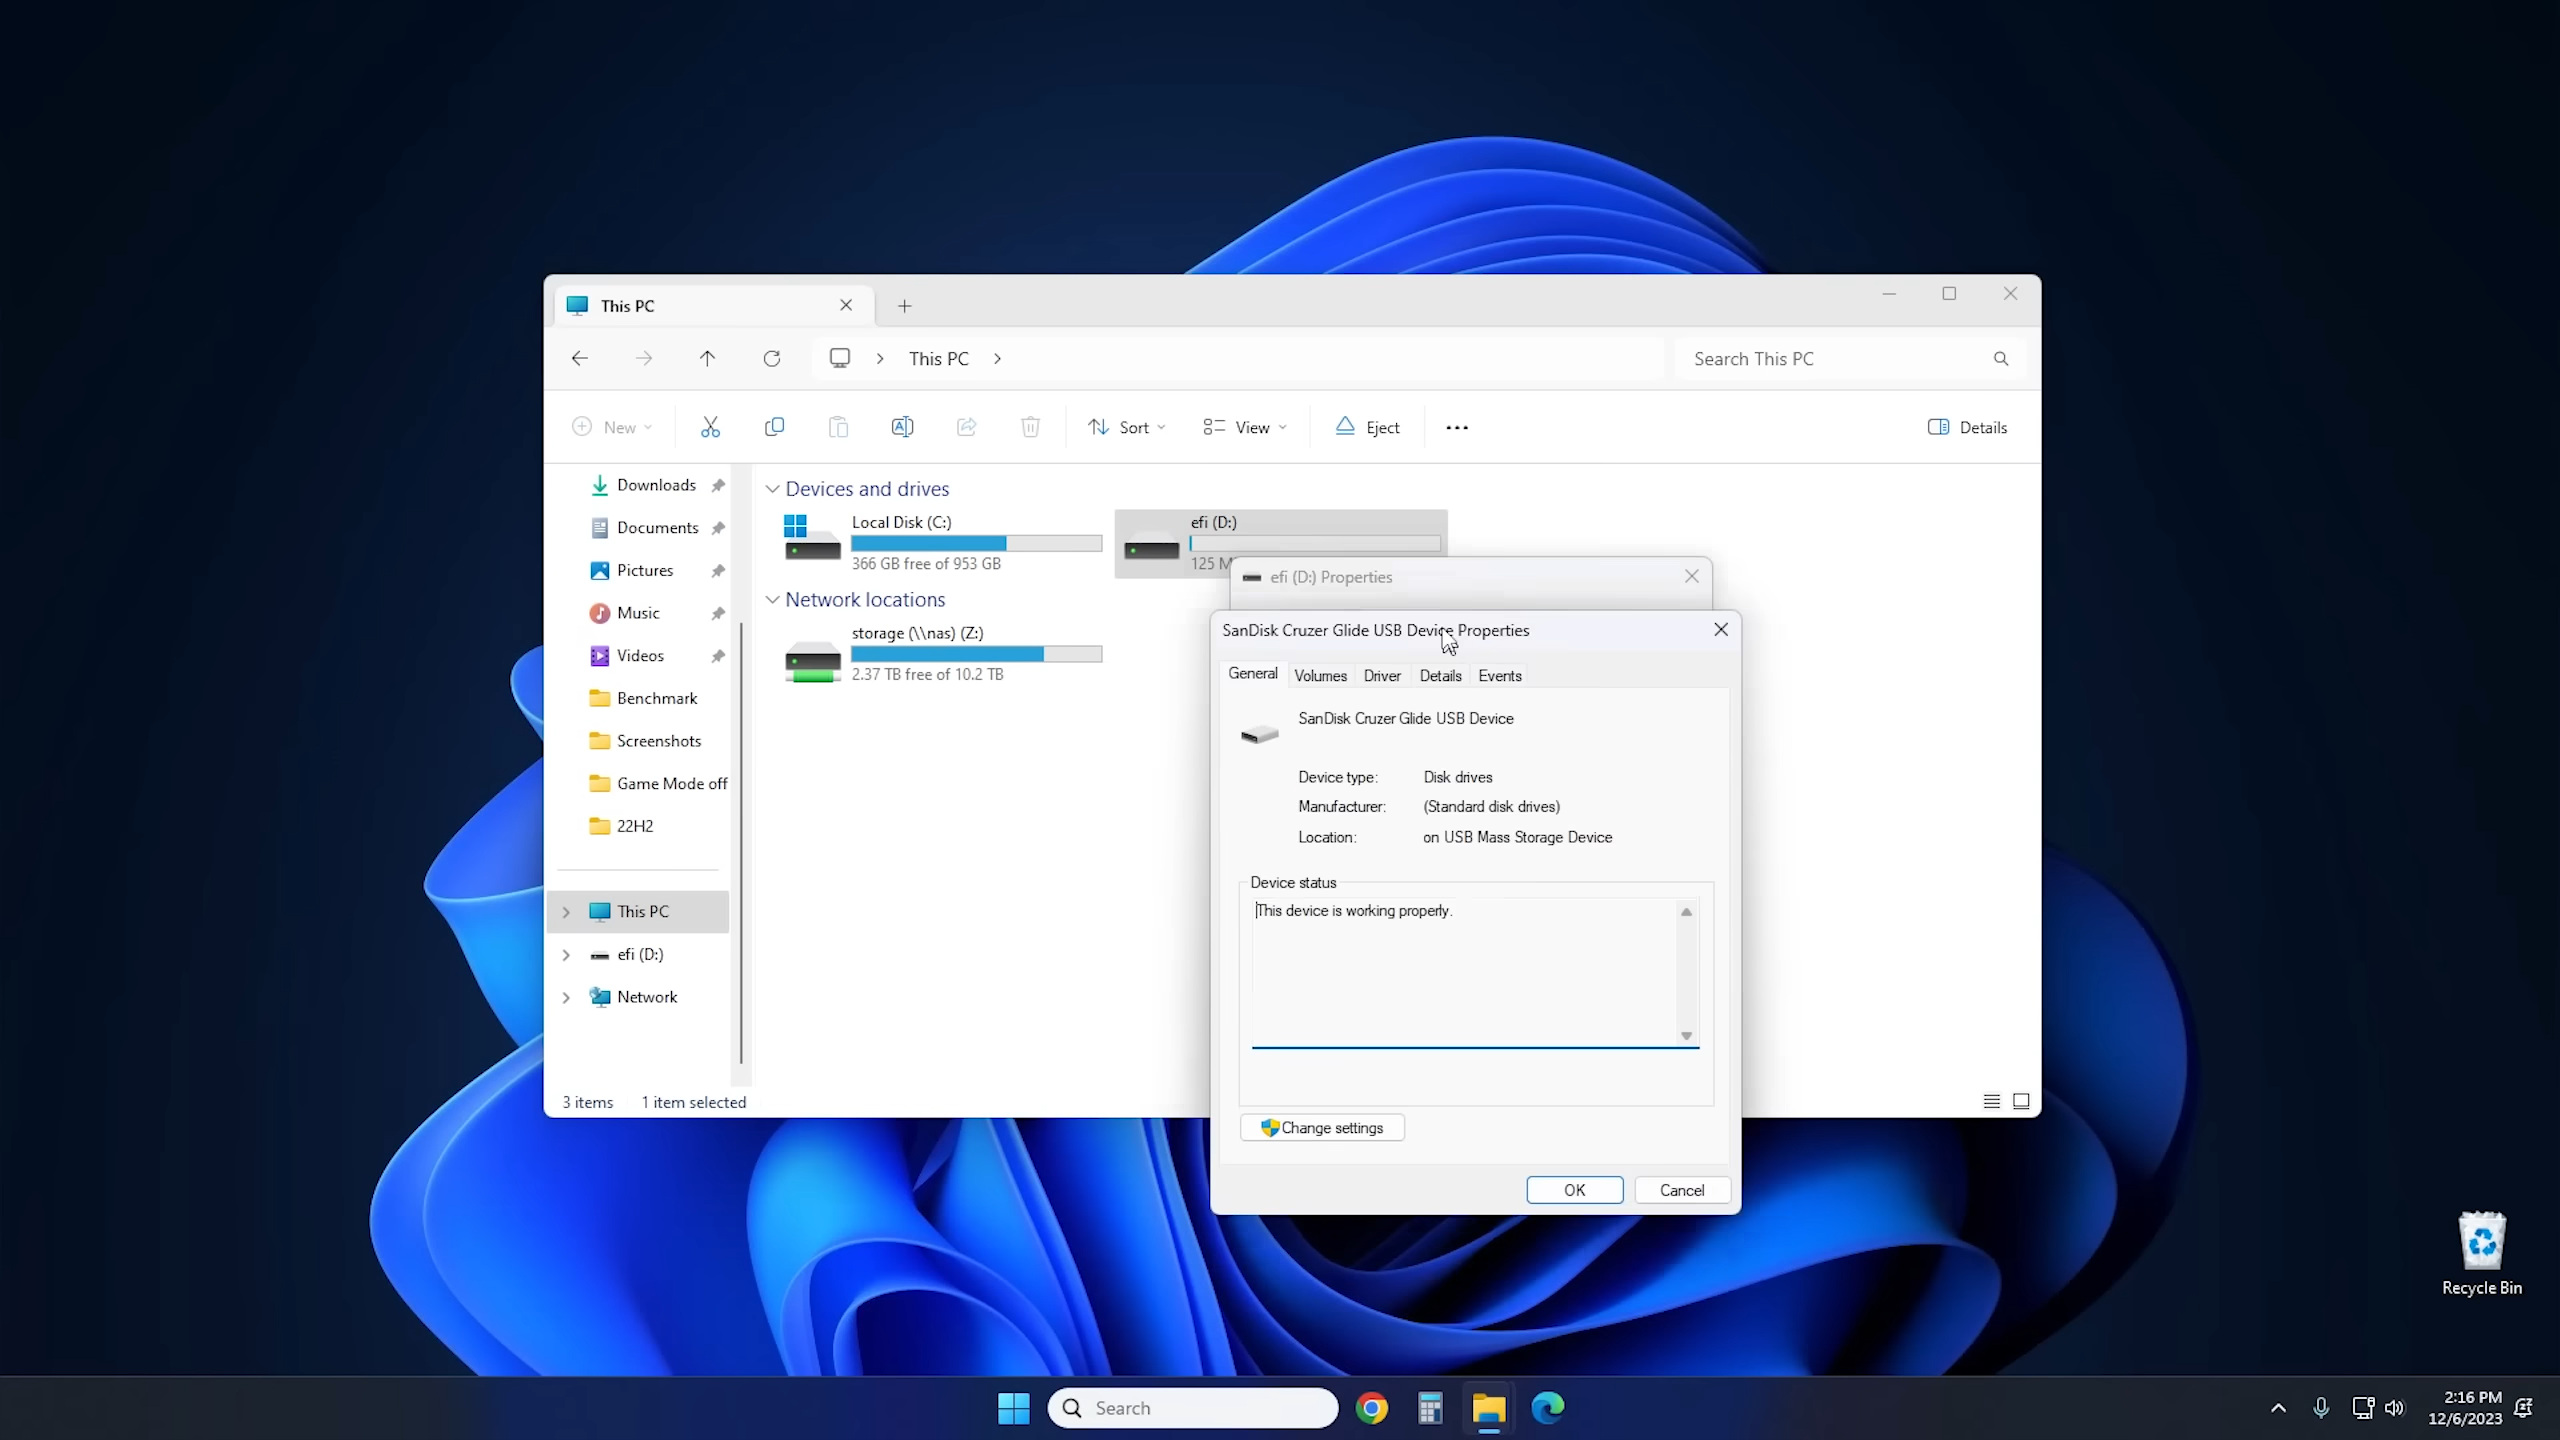 This PC
This PC
Search This PC
New
Sort
View
Eject
Details
Downloads
Documents
Pictures
Music
Videos
Benchmark
Screenshots
Game Mode off
22H2
This PC
efi (D:)
Network
Devices and drives
Local Disk (C:)
366 GB free of 953 GB
efi (D:)
125 M
Network locations
storage (\\nas) (Z:)
2.37 TB free of 10.2 TB
efi (D:) Properties
SanDisk Cruzer Glide USB Device Properties
General Volumes Driver Details Events
SanDisk Cruzer Glide USB Device
Device type: Disk drives
Manufacturer: (Standard disk drives)
Location: on USB Mass Storage Device
Device status
This device is working properly.
Change settings
OK Cancel
3 items 1 item selected
Recycle Bin
Search
2:16 PM
12/6/2023